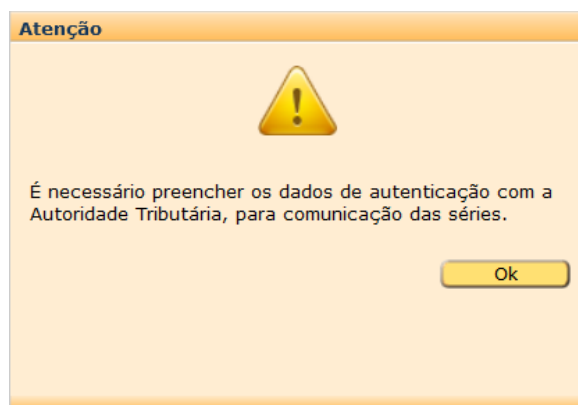 Atenção
É necessário preencher os dados de autenticação com a
Autoridade Tributária, para comunicação das séries.
Ok